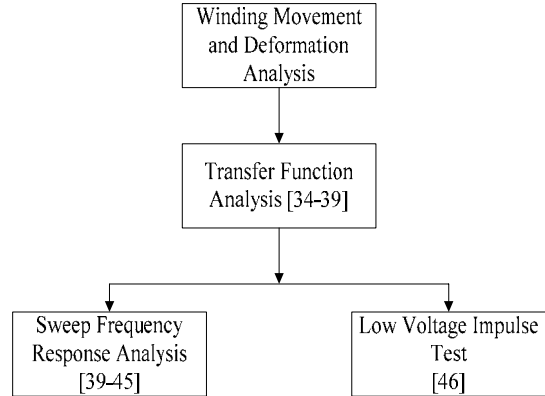 Winding Movement
and Deformation
Analysis
Transfer Function
Analysis [34-39]
Sweep Frequency
Response Analysis
[39-45]
Low Voltage Impulse
Test
[46]